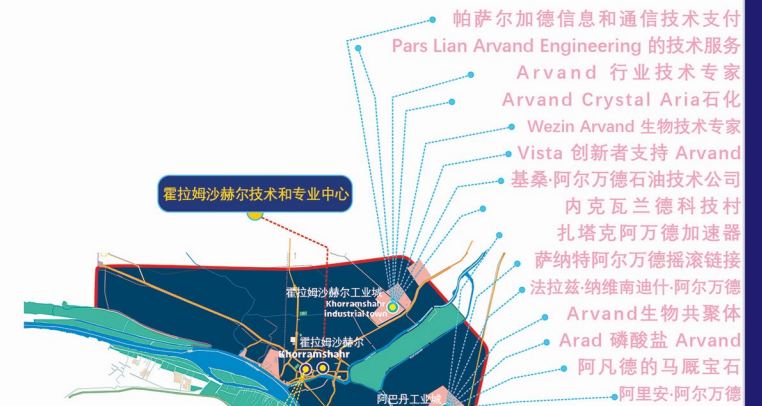 帕萨尔加德信息和通信技术支付
Pars Lian Arvand Engineering 的技术服务
Arvand 行业技术专家
Arvand Crystal Aria石化
Wezin Arvand 生物技术专家
Vista 创新者支持 Arvand
基桑·阿尔万德石油技术公司
霍拉姆沙赫尔技术和专业中心
内克瓦兰德科技村
扎塔克阿万德加速器
萨纳特阿尔万德摇滚链接
法拉兹·纳维南迪什·阿尔万德
霍拉姆沙赫尔工业城
Khorramshahr
industrial town
Arvand生物共聚体
Arad 磷酸盐 Arvand
霍拉姆沙赫尔
Khorramshahr
阿凡德的马厩宝石
阿里安·阿尔万德
阿巴丹工业城